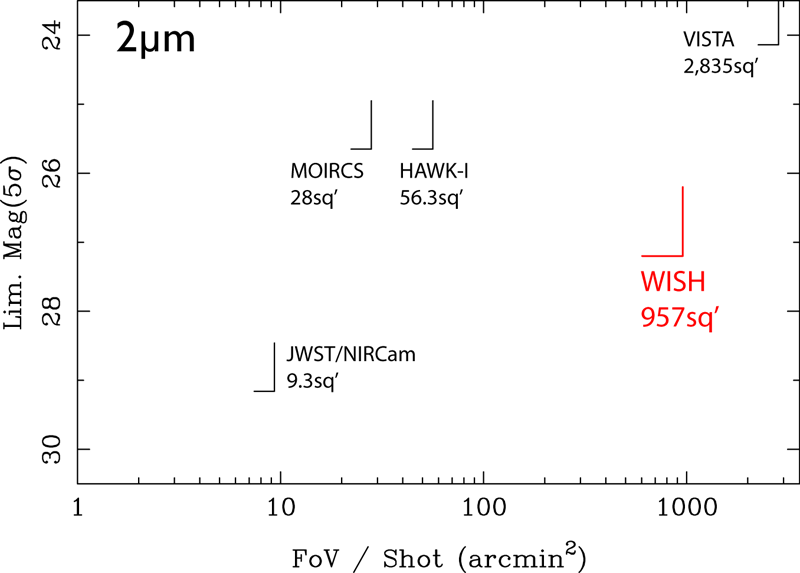 2μm
VISTA
2,835sq′
MOIRCS
28sq′
HAWK-I
56.3sq′
WISH
957sq′
JWST/NIRCam
9.3sq′
24
26
28
30
Lim. Mag(5σ)
1
10
100
1000
FoV / Shot (arcmin²)